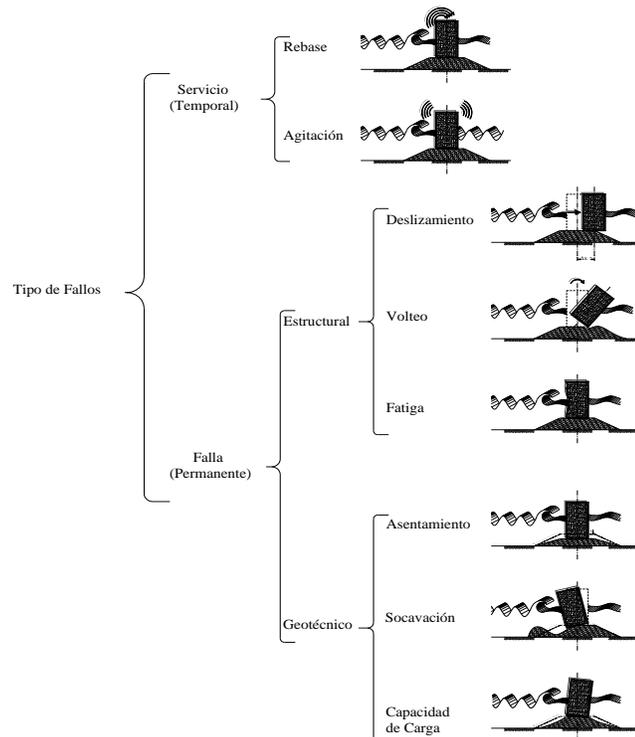 Rebase
Servicio
(Temporal)
Agitación
Deslizamiento
Tipo de Fallos
Estructural
Volteo
Fatiga
Falla
(Permanente)
Asentamiento
Geotécnico
Socavación
Capacidad
de Carga